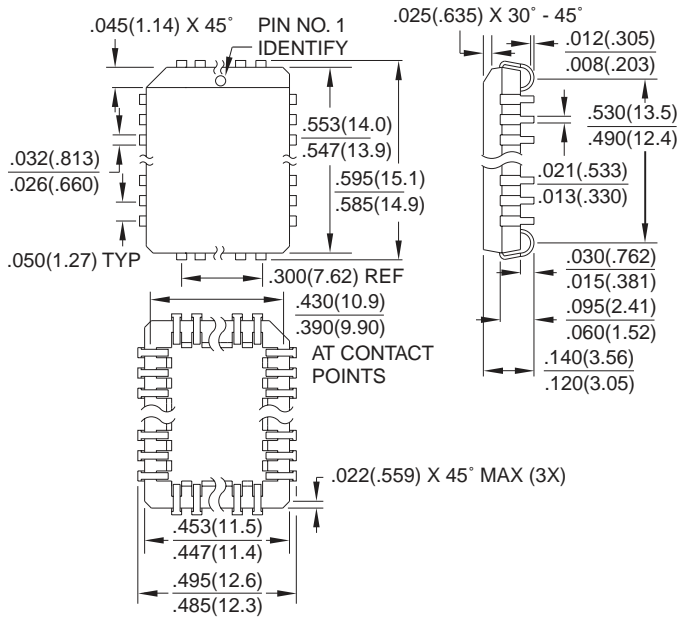 .045(1.14) X 45°
PIN NO. 1
IDENTIFY
.025(.635) X 30° - 45°
.012(.305)
.008(.203)
.553(14.0)
.547(13.9)
.530(13.5)
.490(12.4)
.032(.813)
.026(.660)
.595(15.1)
.585(14.9)
.021(.533)
.013(.330)
.050(1.27) TYP
.300(7.62) REF
.030(.762)
.015(.381)
.430(10.9)
.390(9.90)
AT CONTACT
POINTS
.095(2.41)
.060(1.52)
.140(3.56)
.120(3.05)
.022(.559) X 45° MAX (3X)
.453(11.5)
.447(11.4)
.495(12.6)
.485(12.3)